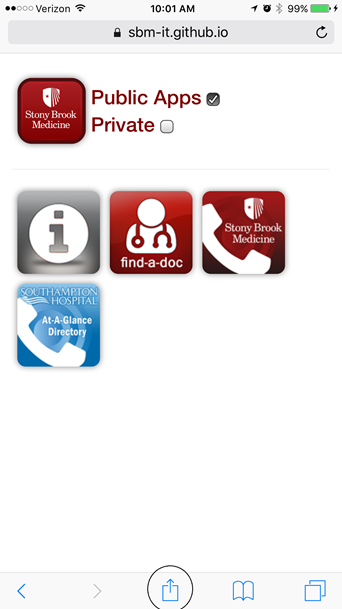 Verizon 10:01 AM 99%
sbm-it.github.io
Stony Brook
Medicine
Public Apps
Private
i
find-a-doc
Stony Brook
Medicine
SOUTHAMPTON
HOSPITAL
At-A-Glance
Directory